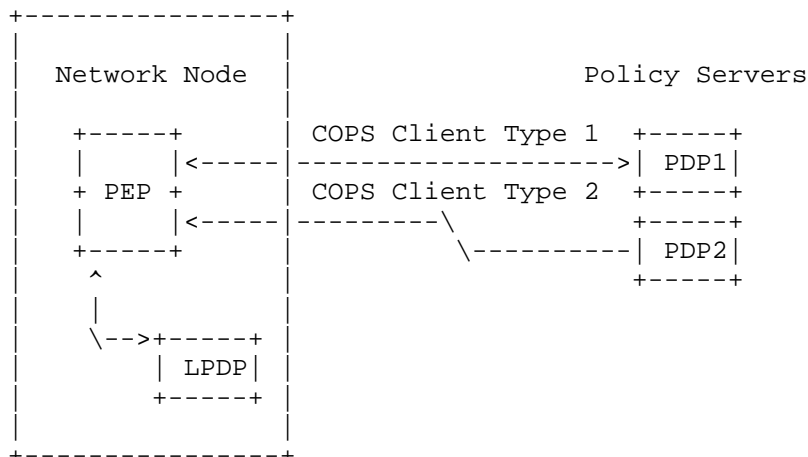 Network Node Policy Servers
COPS Client Type 1
PDP1
PEP
COPS Client Type 2
PDP2
LPDP